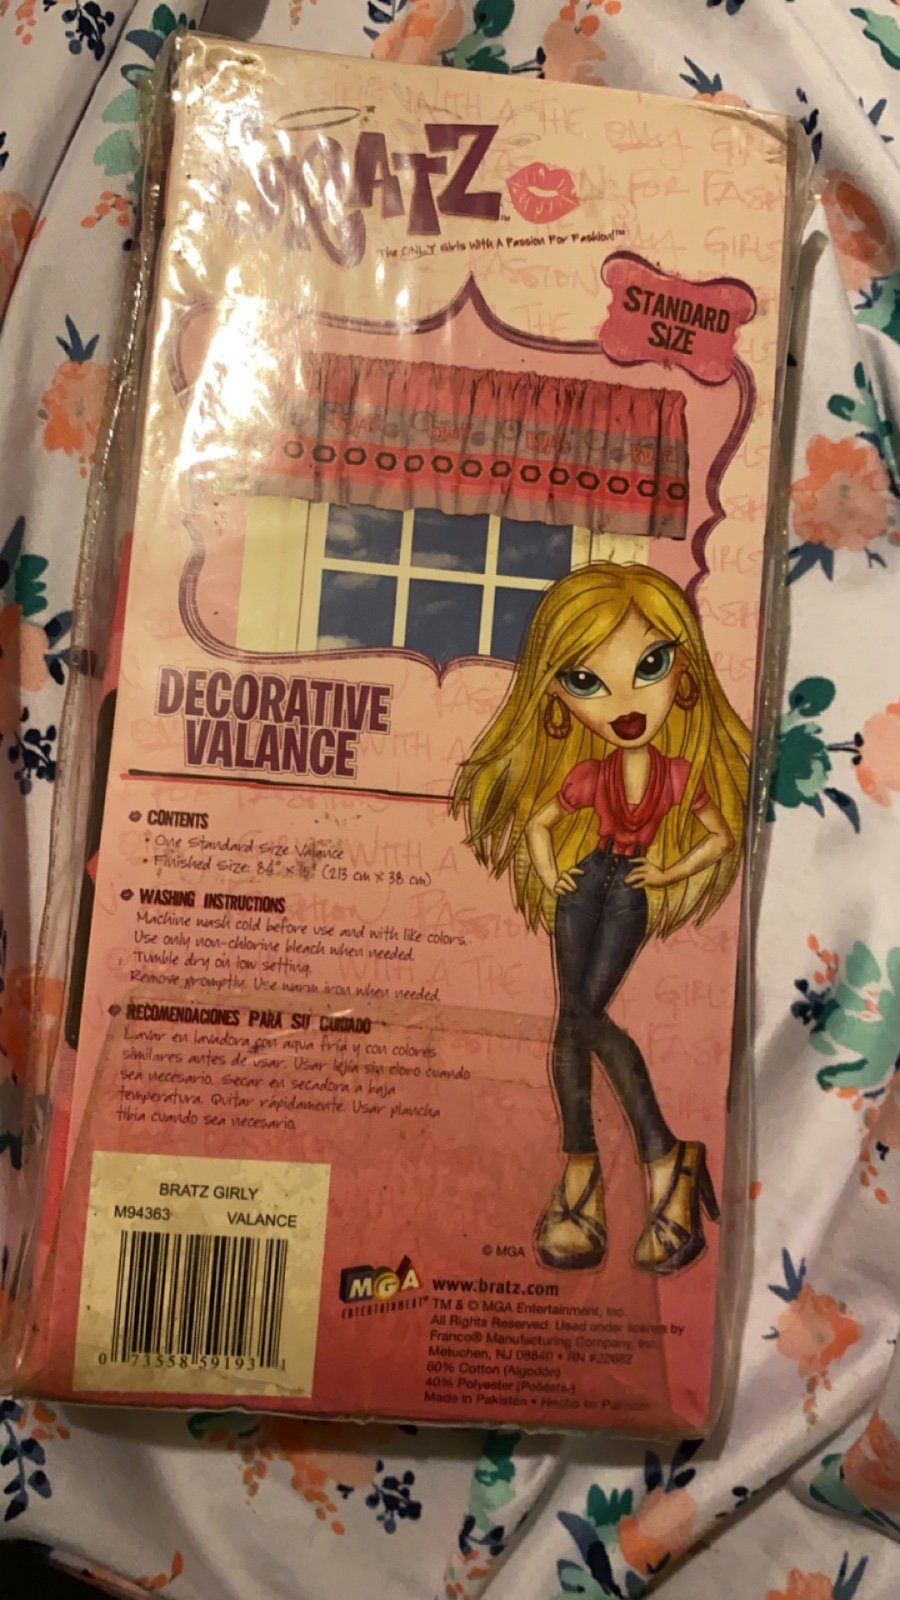 BRATZ™
The ONLY Girls With A Passion For Fashion!™
STANDARD
SIZE
DECORATIVE
VALANCE
CONTENTS
• One Standard Size Valance
• Finished Size: 84" x 15" (213 cm x 38 cm)
WASHING INSTRUCTIONS
Machine wash cold before use and with like colors.
Use only non-chlorine bleach when needed.
Tumble dry on low setting.
Remove promptly. Use warm iron when needed.
RECOMENDACIONES PARA SU CUIDADO
Lavar en lavadora con agua fría y con colores
similares antes de usar. Usar lejía sin cloro cuando
sea necesario. Secar en secadora a baja
temperatura. Quitar rápidamente. Usar plancha
tibia cuando sea necesario.
BRATZ GIRLY
M94363 VALANCE
0 73558 59193 1
© MGA
MGA
ENTERTAINMENT®
www.bratz.com
TM & © MGA Entertainment, Inc.
All Rights Reserved. Used under license by
Franco® Manufacturing Company, Inc.
Metuchen, NJ 08840 • RN #22682
60% Cotton (Algodón)
40% Polyester (Poliéster)
Made in Pakistan • Hecho en Pakistan